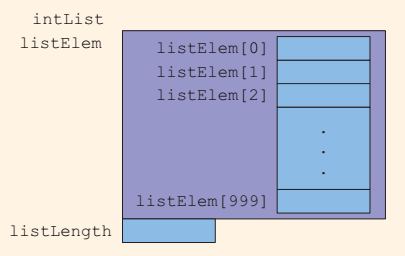 intList
listElem
listElem[0]
listElem[1]
listElem[2]
.
.
.
listElem[999]
listLength